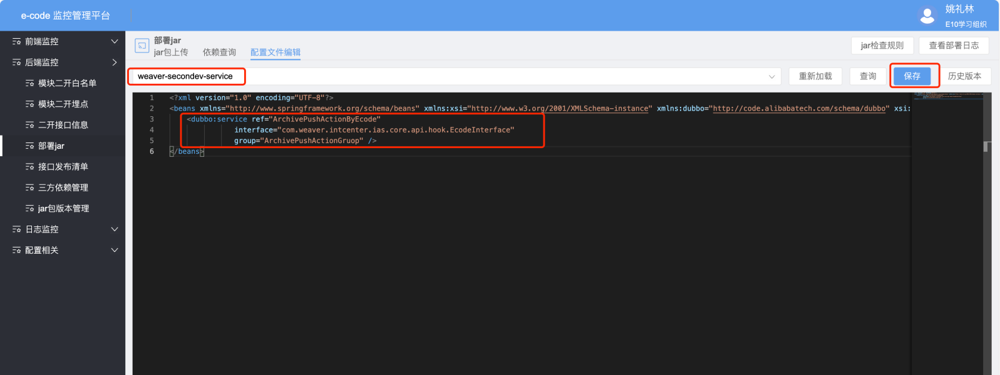 e-code 监控管理平台
姚礼林
E10学习组织
前端监控
后端监控
模块二开白名单
模块二开埋点
二开接口信息
部署jar
接口发布清单
三方依赖管理
jar包版本管理
日志监控
配置相关
部署jar
jar包上传 依赖查询 配置文件编辑
jar检查规则 查看部署日志
weaver-secondev-service
重新加载 查询 保存 历史版本
1 <?xml version="1.0" encoding="UTF-8"?>
2 <beans xmlns="http://www.springframework.org/schema/beans" xmlns:xsi="http://www.w3.org/2001/XMLSchema-instance" xmlns:dubbo="http://code.alibabatech.com/schema/dubbo" xsi:
3 <dubbo:service ref="ArchivePushActionByEcode"
4 interface="com.weaver.intcenter.ias.core.api.hook.EcodeInterface"
5 group="ArchivePushActionGruop" />
6 </beans>